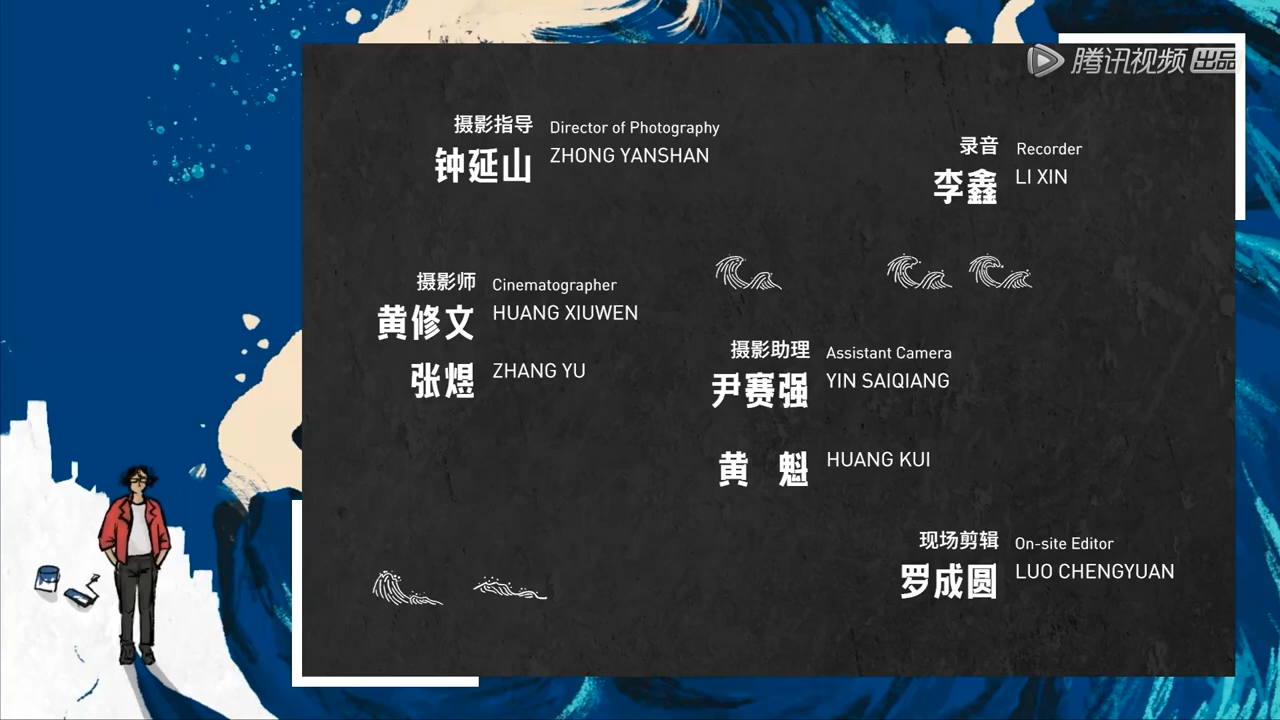 腾讯视频 出品
摄影指导 Director of Photography
钟延山 ZHONG YANSHAN
录音 Recorder
李鑫 LI XIN
摄影师 Cinematographer
黄修文 HUANG XIUWEN
张煜 ZHANG YU
摄影助理 Assistant Camera
尹赛强 YIN SAIQIANG
黄 魁 HUANG KUI
现场剪辑 On-site Editor
罗成圆 LUO CHENGYUAN